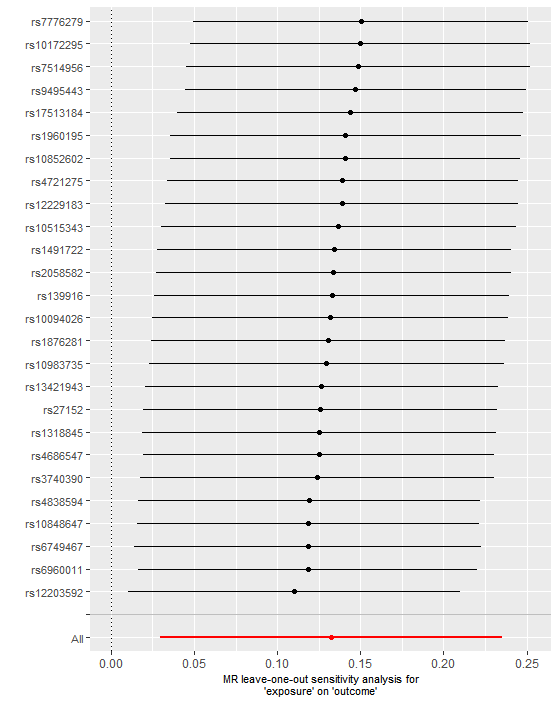 rs7776279
rs10172295
rs7514956
rs9495443
rs17513184
rs1960195
rs10852602
rs4721275
rs12229183
rs10515343
rs1491722
rs2058582
rs139916
rs10094026
rs1876281
rs10983735
rs13421943
rs27152
rs1318845
rs4686547
rs3740390
rs4838594
rs10848647
rs6749467
rs6960011
rs12203592
All
0.00 0.05 0.10 0.15 0.20 0.25
MR leave-one-out sensitivity analysis for
'exposure' on 'outcome'